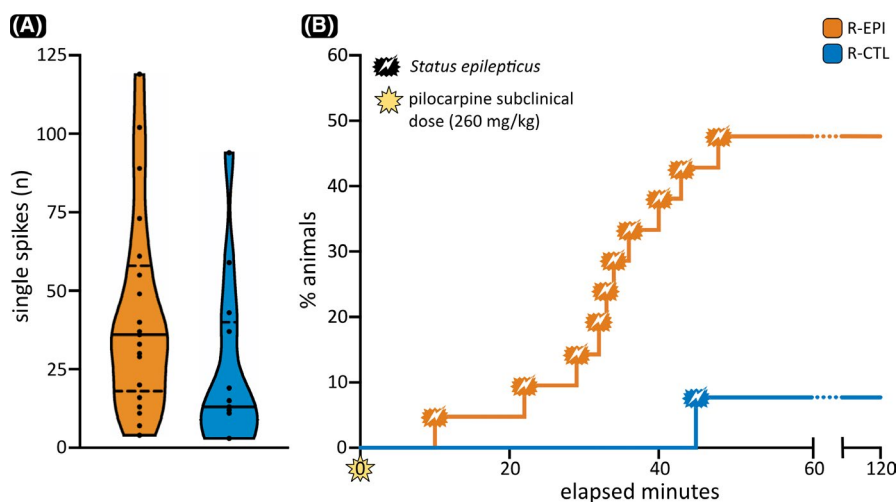 (A)
(B)
R-EPI
R-CTL
125
100
75
50
25
0
single spikes (n)
60
50
40
30
20
10
0
% animals
Status epilepticus
pilocarpine subclinical
dose (260 mg/kg)
0
20
40
60
120
elapsed minutes